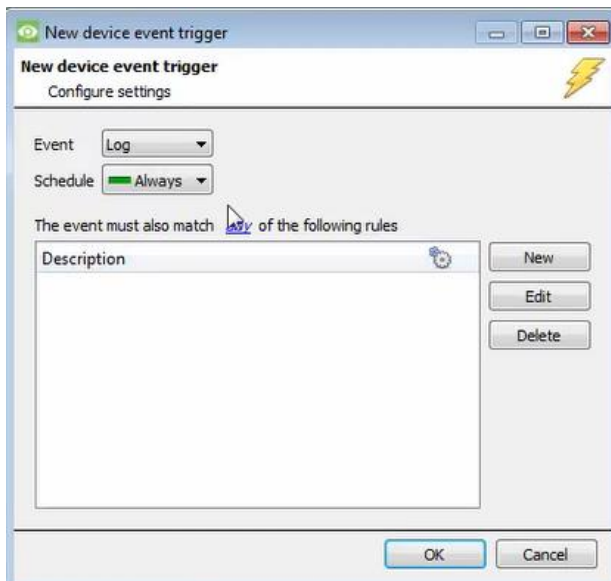 New device event trigger
New device event trigger
Configure settings
Event Log
Schedule Always
The event must also match any of the following rules
Description
New
Edit
Delete
OK Cancel